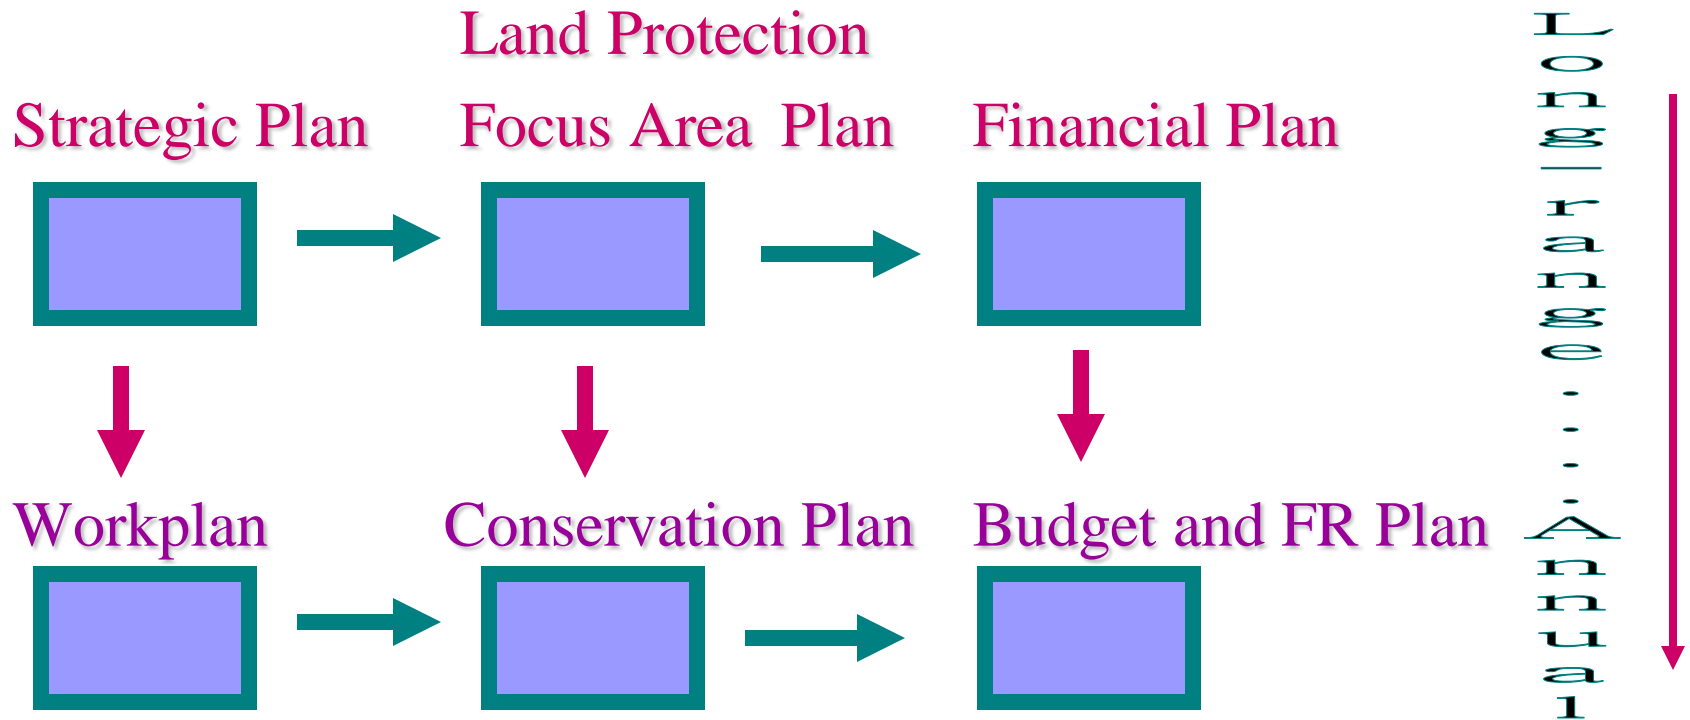 Land Protection
Strategic Plan
Focus Area Plan
Financial Plan
Workplan
Conservation Plan
Budget and FR Plan
Long-range....Annual